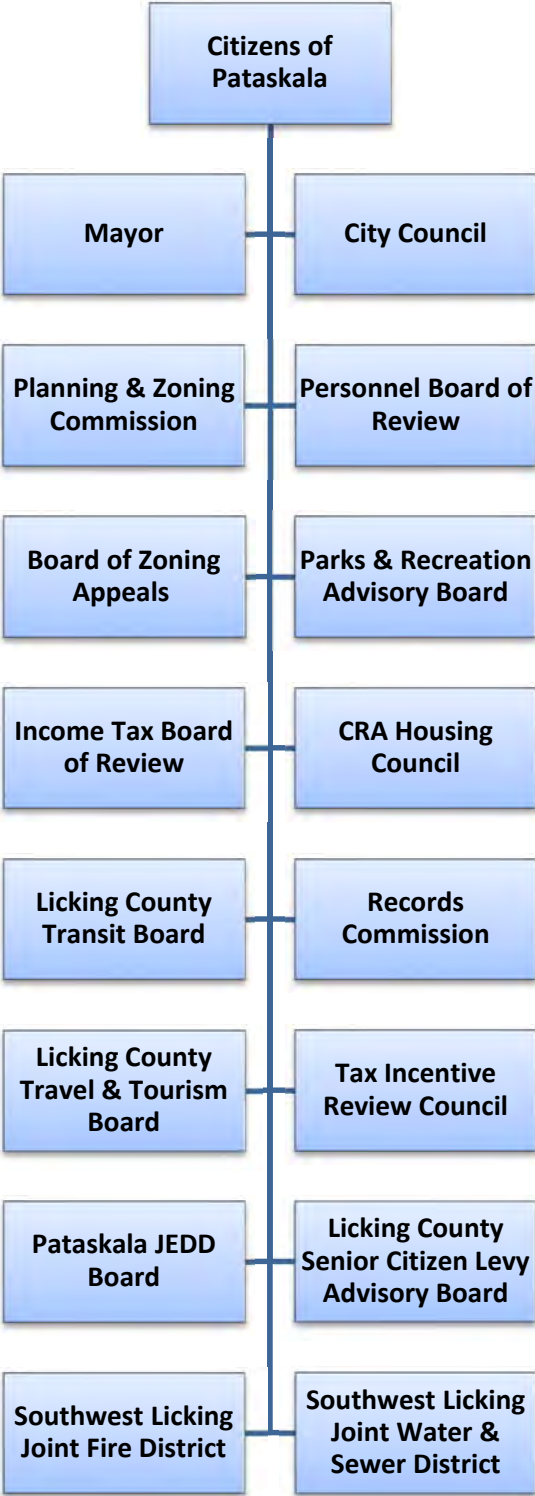 Citizens of
Pataskala
Mayor
City Council
Planning & Zoning
Commission
Personnel Board of
Review
Board of Zoning
Appeals
Parks & Recreation
Advisory Board
Income Tax Board
of Review
CRA Housing
Council
Licking County
Transit Board
Records
Commission
Licking County
Travel & Tourism
Board
Tax Incentive
Review Council
Pataskala JEDD
Board
Licking County
Senior Citizen Levy
Advisory Board
Southwest Licking
Joint Fire District
Southwest Licking
Joint Water &
Sewer District